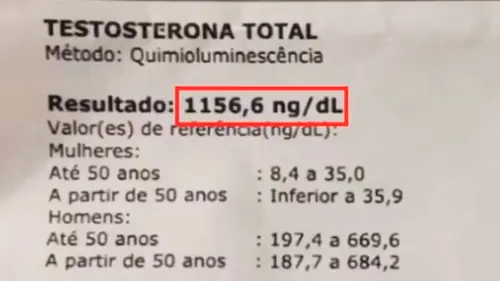 TESTOSTERONA TOTAL
Método: Quimioluminescência
Resultado: 1156,6 ng/dL
Valor(es) de referência(ng/dL):
Mulheres:
Até 50 anos : 8,4 a 35,0
A partir de 50 anos : Inferior a 35,9
Homens:
Até 50 anos : 197,4 a 669,6
A partir de 50 anos : 187,7 a 684,2